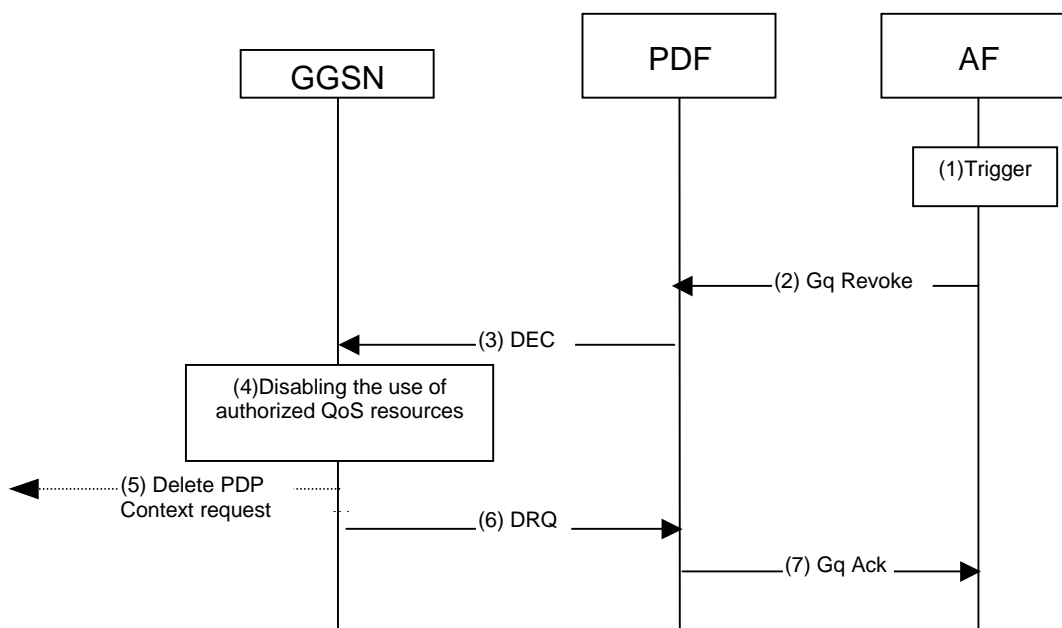 GGSN
PDF
AF
(1)Trigger
(2) Gq Revoke
(3) DEC
(4)Disabling the use of
authorized QoS resources
(5) Delete PDP
Context request
(6) DRQ
(7) Gq Ack